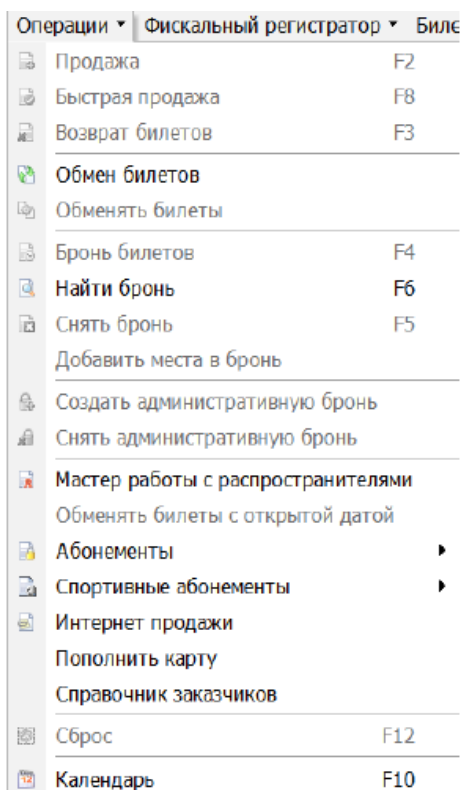 Операции Фискальный регистратор Биле
Продажа F2
Быстрая продажа F8
Возврат билетов F3
Обмен билетов
Обменять билеты
Бронь билетов F4
Найти бронь F6
Снять бронь F5
Добавить места в бронь
Создать административную бронь
Снять административную бронь
Мастер работы с распространителями
Обменять билеты с открытой датой
Абонементы
Спортивные абонементы
Интернет продажи
Пополнить карту
Справочник заказчиков
Сброс F12
12 Календарь F10